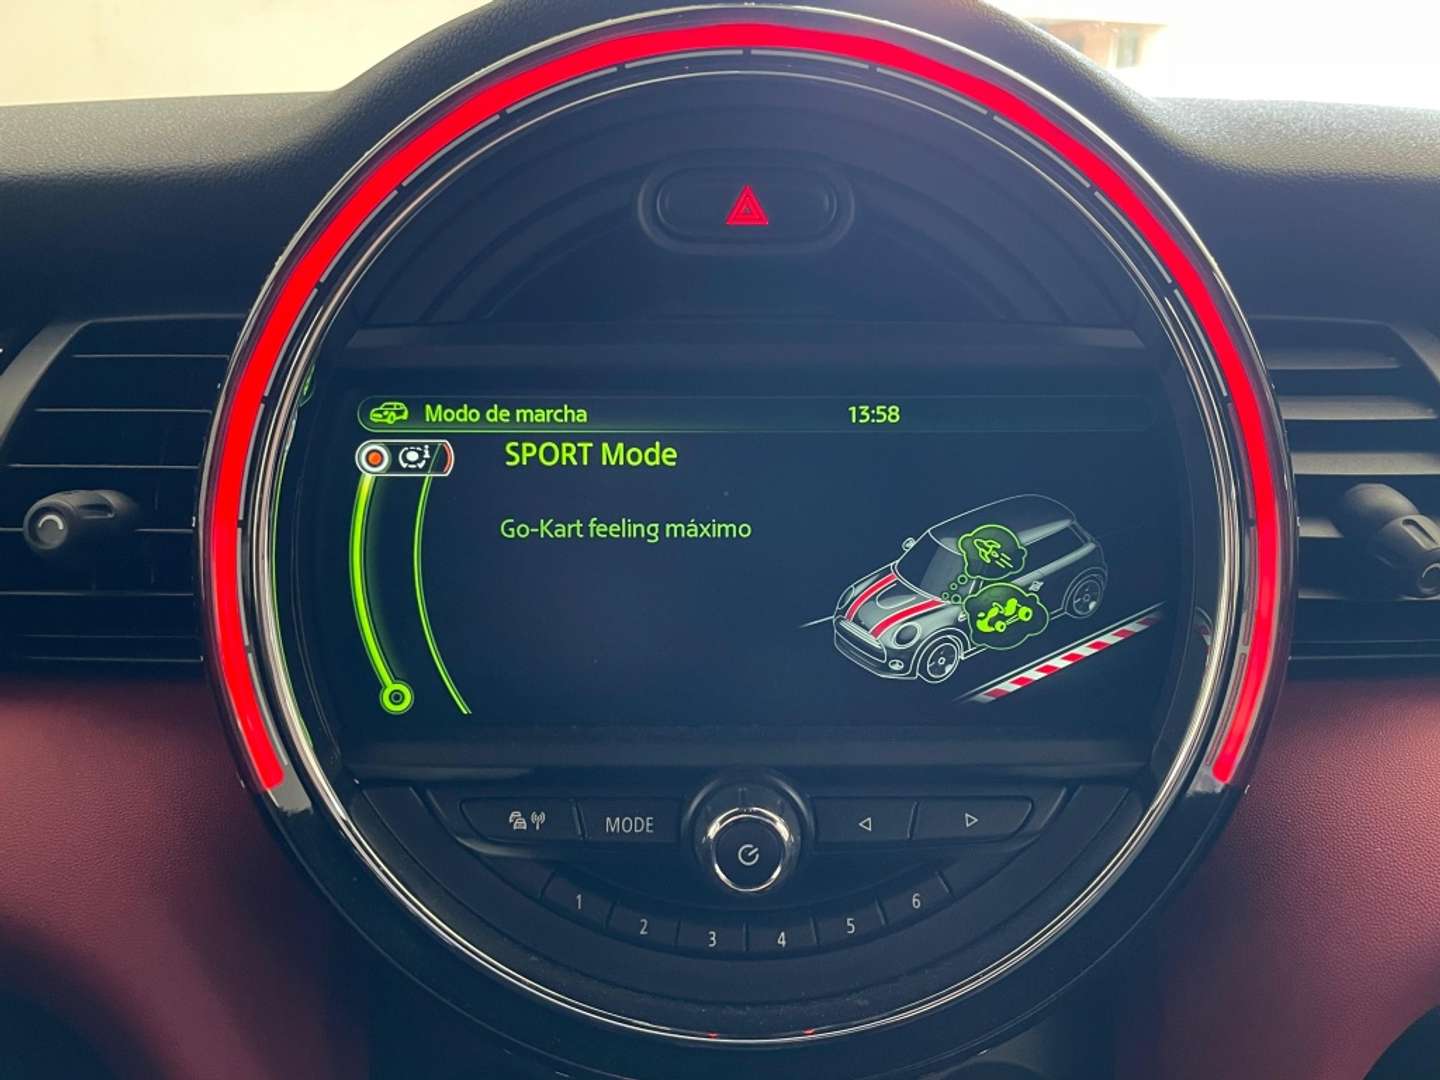 Modo de marcha 13:58
SPORT Mode
Go-Kart feeling máximo
MODE
1 2 3 4 5 6